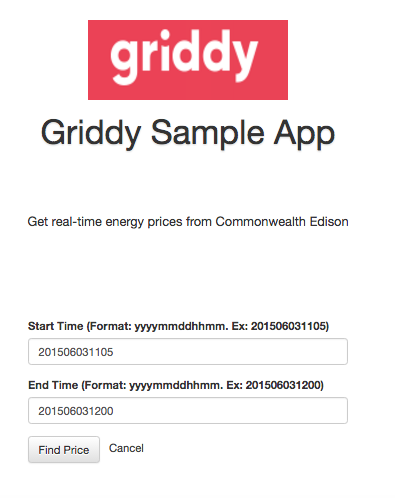 griddy
Griddy Sample App
Get real-time energy prices from Commonwealth Edison
Start Time (Format: yyyymmddhhmm. Ex: 201506031105)
201506031105
End Time (Format: yyyymmddhhmm. Ex: 201506031200)
201506031200
Find Price Cancel